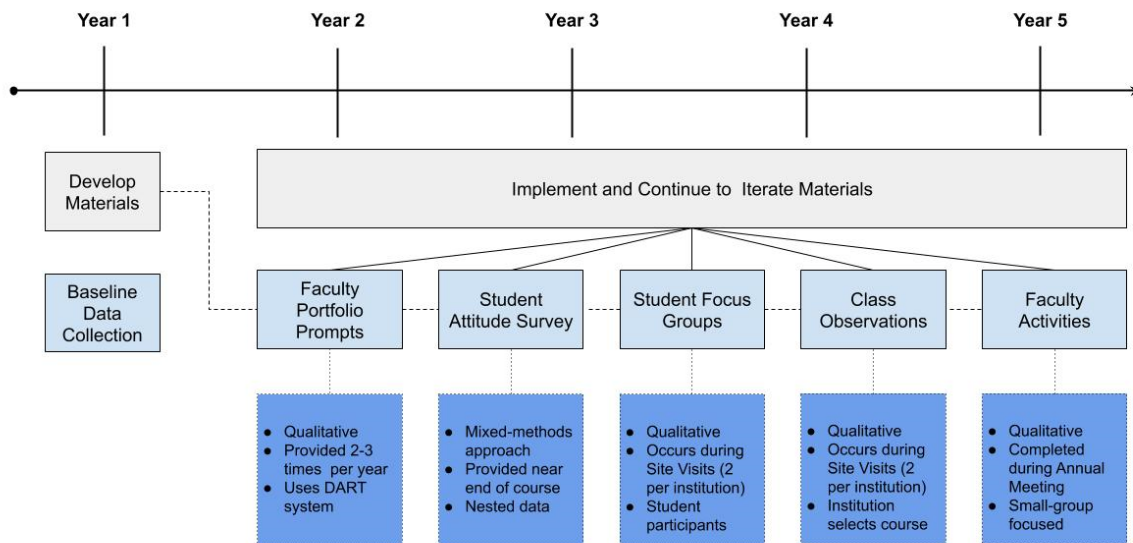 Year 1
Year 2
Year 3
Year 4
Year 5
Develop
Materials
Implement and Continue to Iterate Materials
Baseline
Data
Collection
Faculty
Portfolio
Prompts
Student
Attitude Survey
Student Focus
Groups
Class
Observations
Faculty
Activities
● Qualitative
● Provided 2-3
times per year
● Uses DART
system
● Mixed-methods
approach
● Provided near
end of course
● Nested data
● Qualitative
● Occurs during
Site Visits (2
per institution)
● Student
participants
● Qualitative
● Occurs during
Site Visits (2
per institution)
● Institution
selects course
● Qualitative
● Completed
during Annual
Meeting
● Small-group
focused